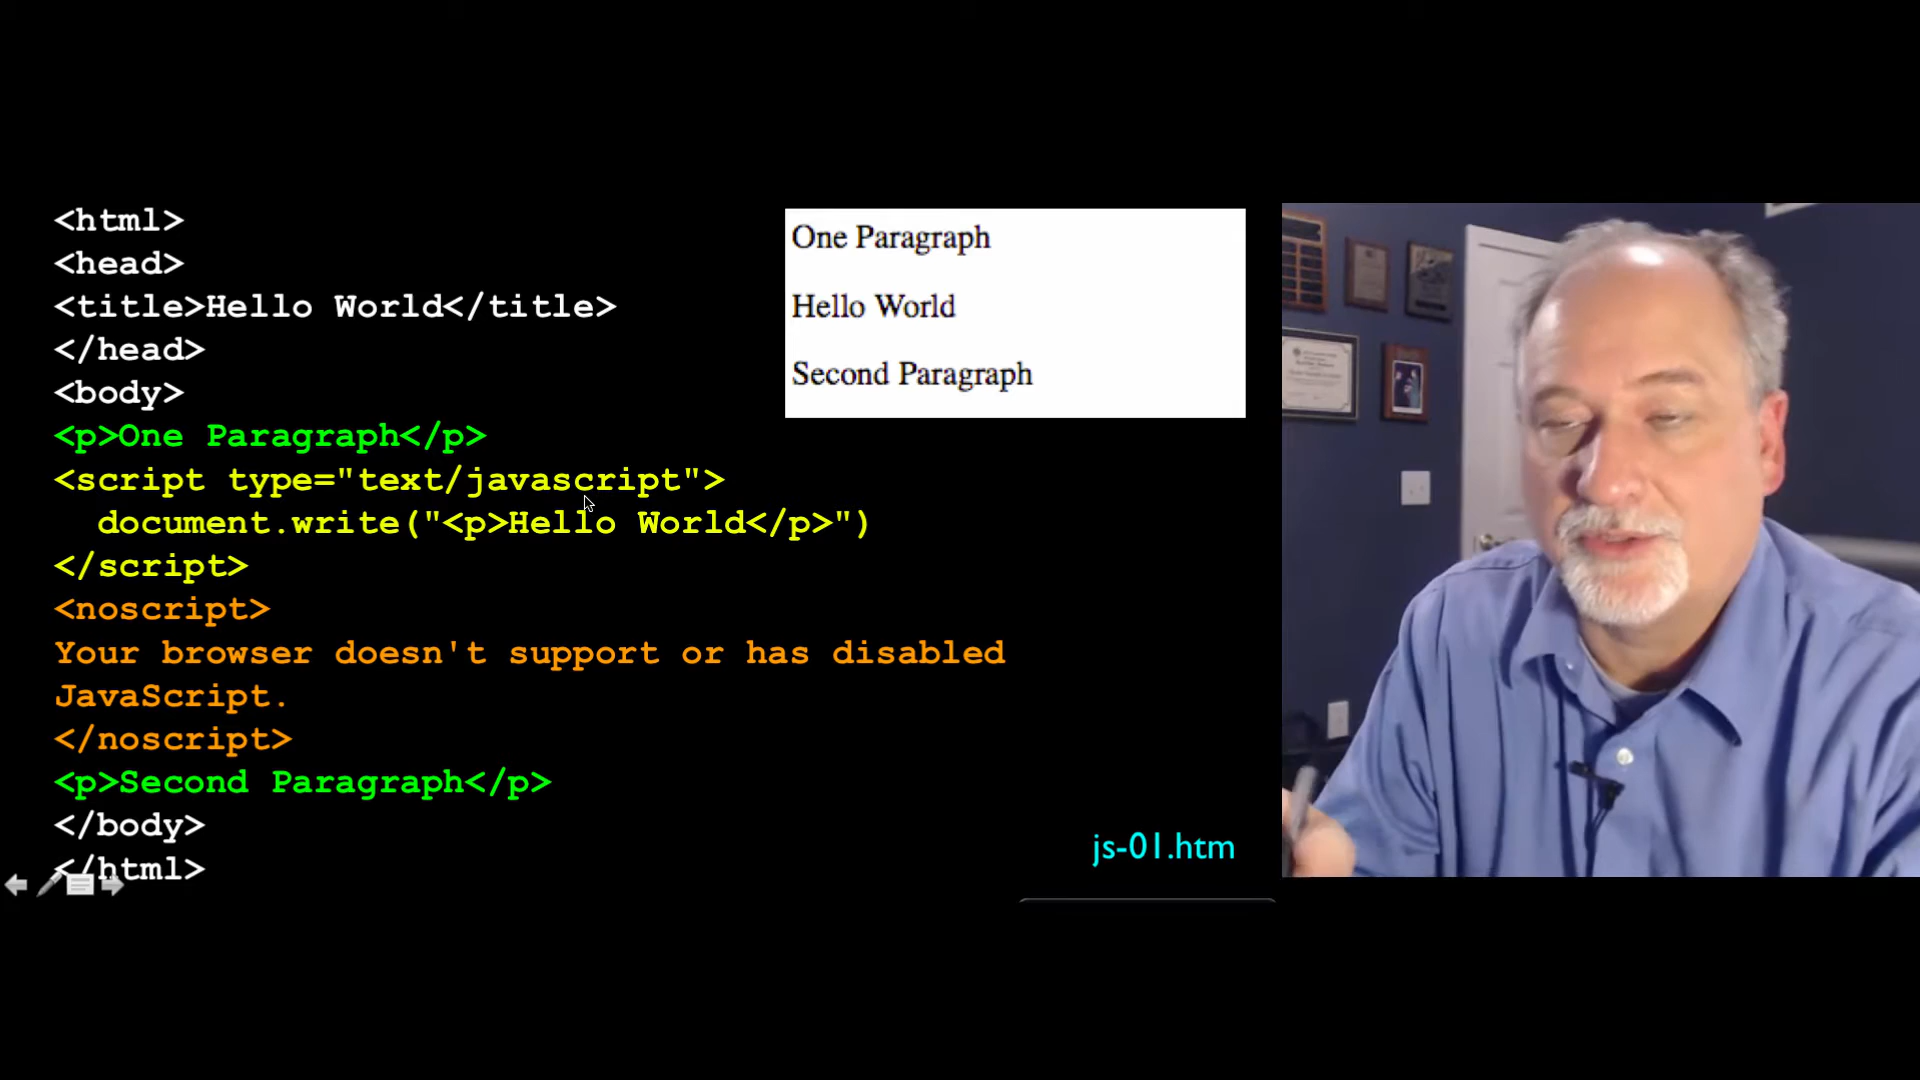 <html>
<head>
<title>Hello World</title>
</head>
<body>
<p>One Paragraph</p>
<script type="text/javascript">
  document.write("<p>Hello World</p>")
</script>
<noscript>
Your browser doesn't support or has disabled
JavaScript.
</noscript>
<p>Second Paragraph</p>
</body>
</html>
One Paragraph
Hello World
Second Paragraph
js-01.htm